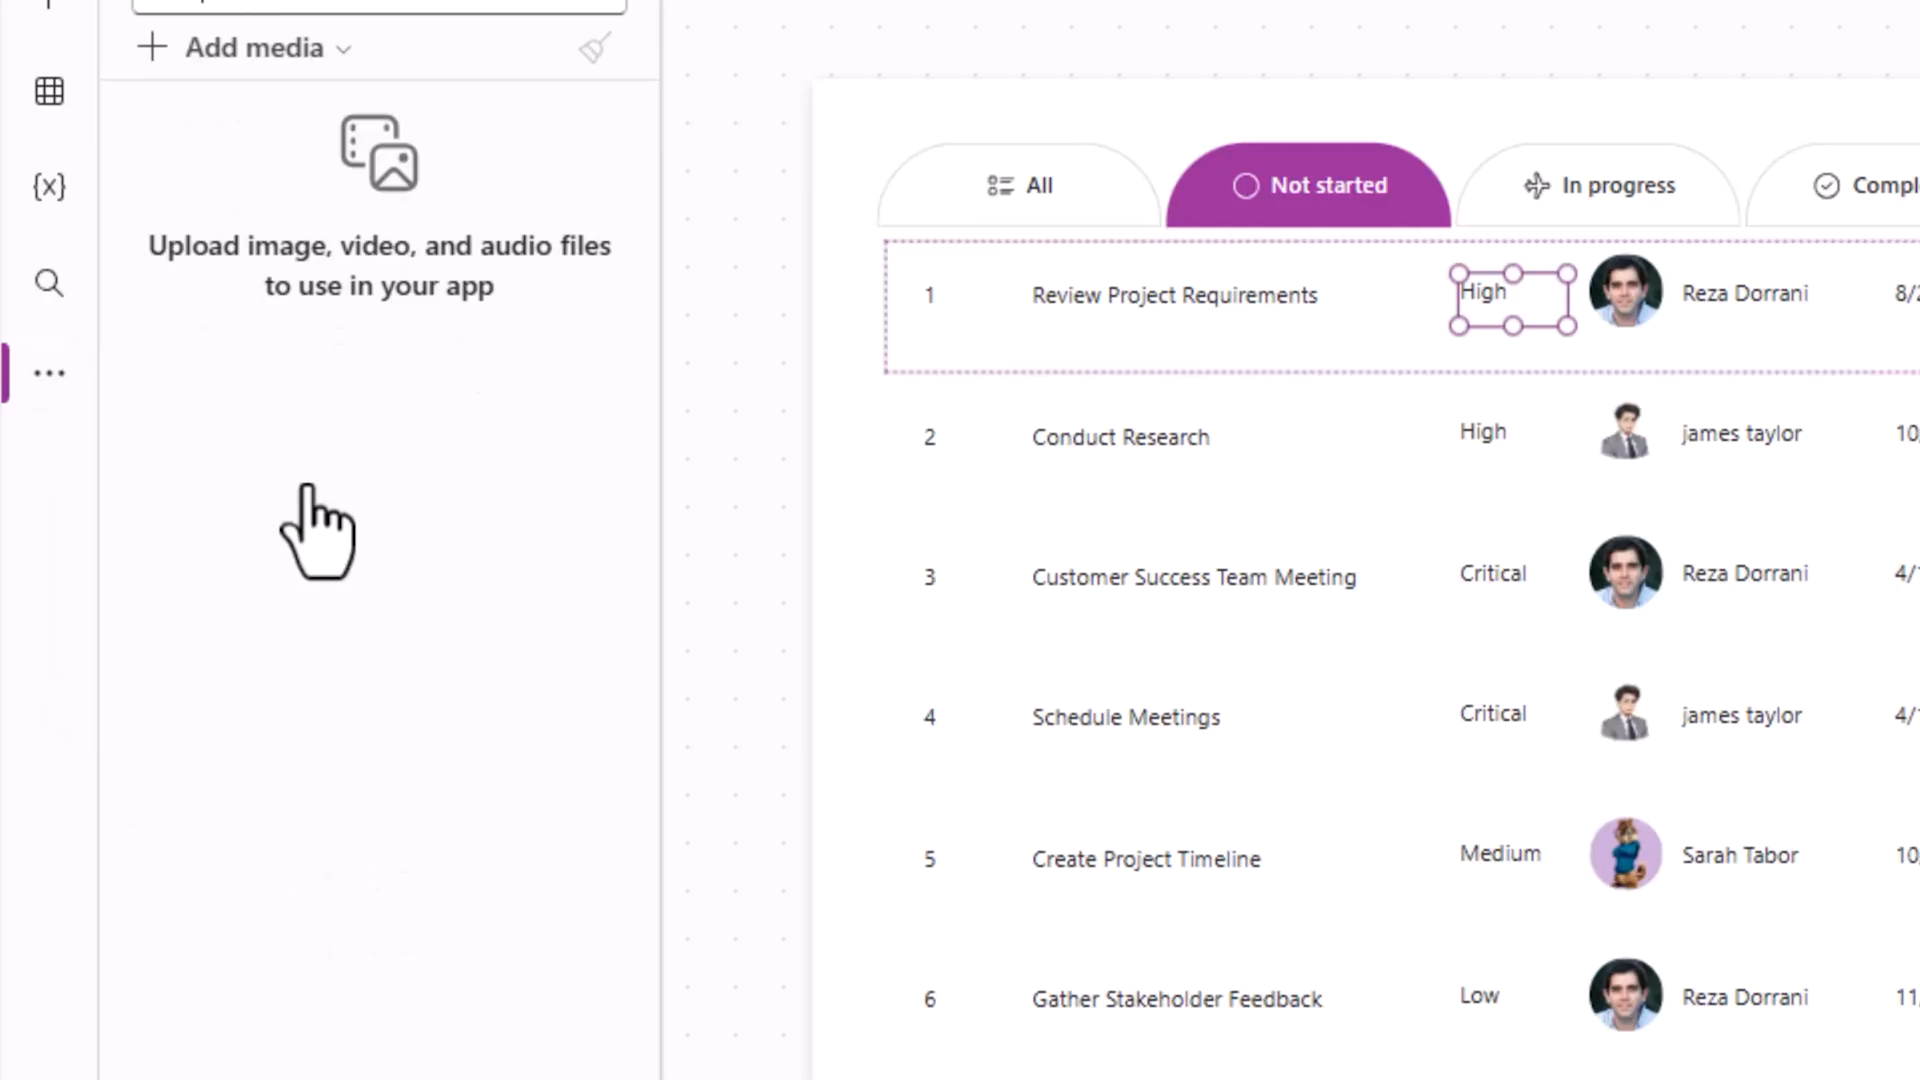 Add media
Upload image, video, and audio files
to use in your app
All
Not started
In progress
1
Review Project Requirements
High
Reza Dorrani
2
Conduct Research
High
james taylor
3
Customer Success Team Meeting
Critical
Reza Dorrani
4
Schedule Meetings
Critical
james taylor
5
Create Project Timeline
Medium
Sarah Tabor
6
Gather Stakeholder Feedback
Low
Reza Dorrani